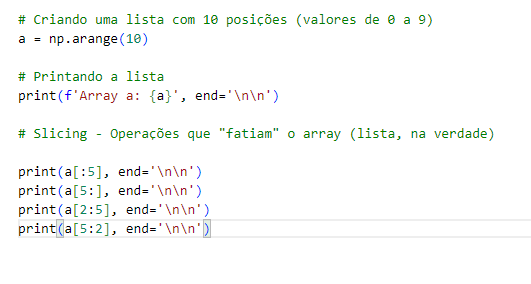 # Criando uma lista com 10 posições (valores de 0 a 9)
a = np.arange(10)
# Printando a lista
print(f'Array a: {a}', end='\n\n')
# Slicing - Operações que "fatiam" o array (lista, na verdade)
print(a[:5], end='\n\n')
print(a[5:], end='\n\n')
print(a[2:5], end='\n\n')
print(a[5:2], end='\n\n')